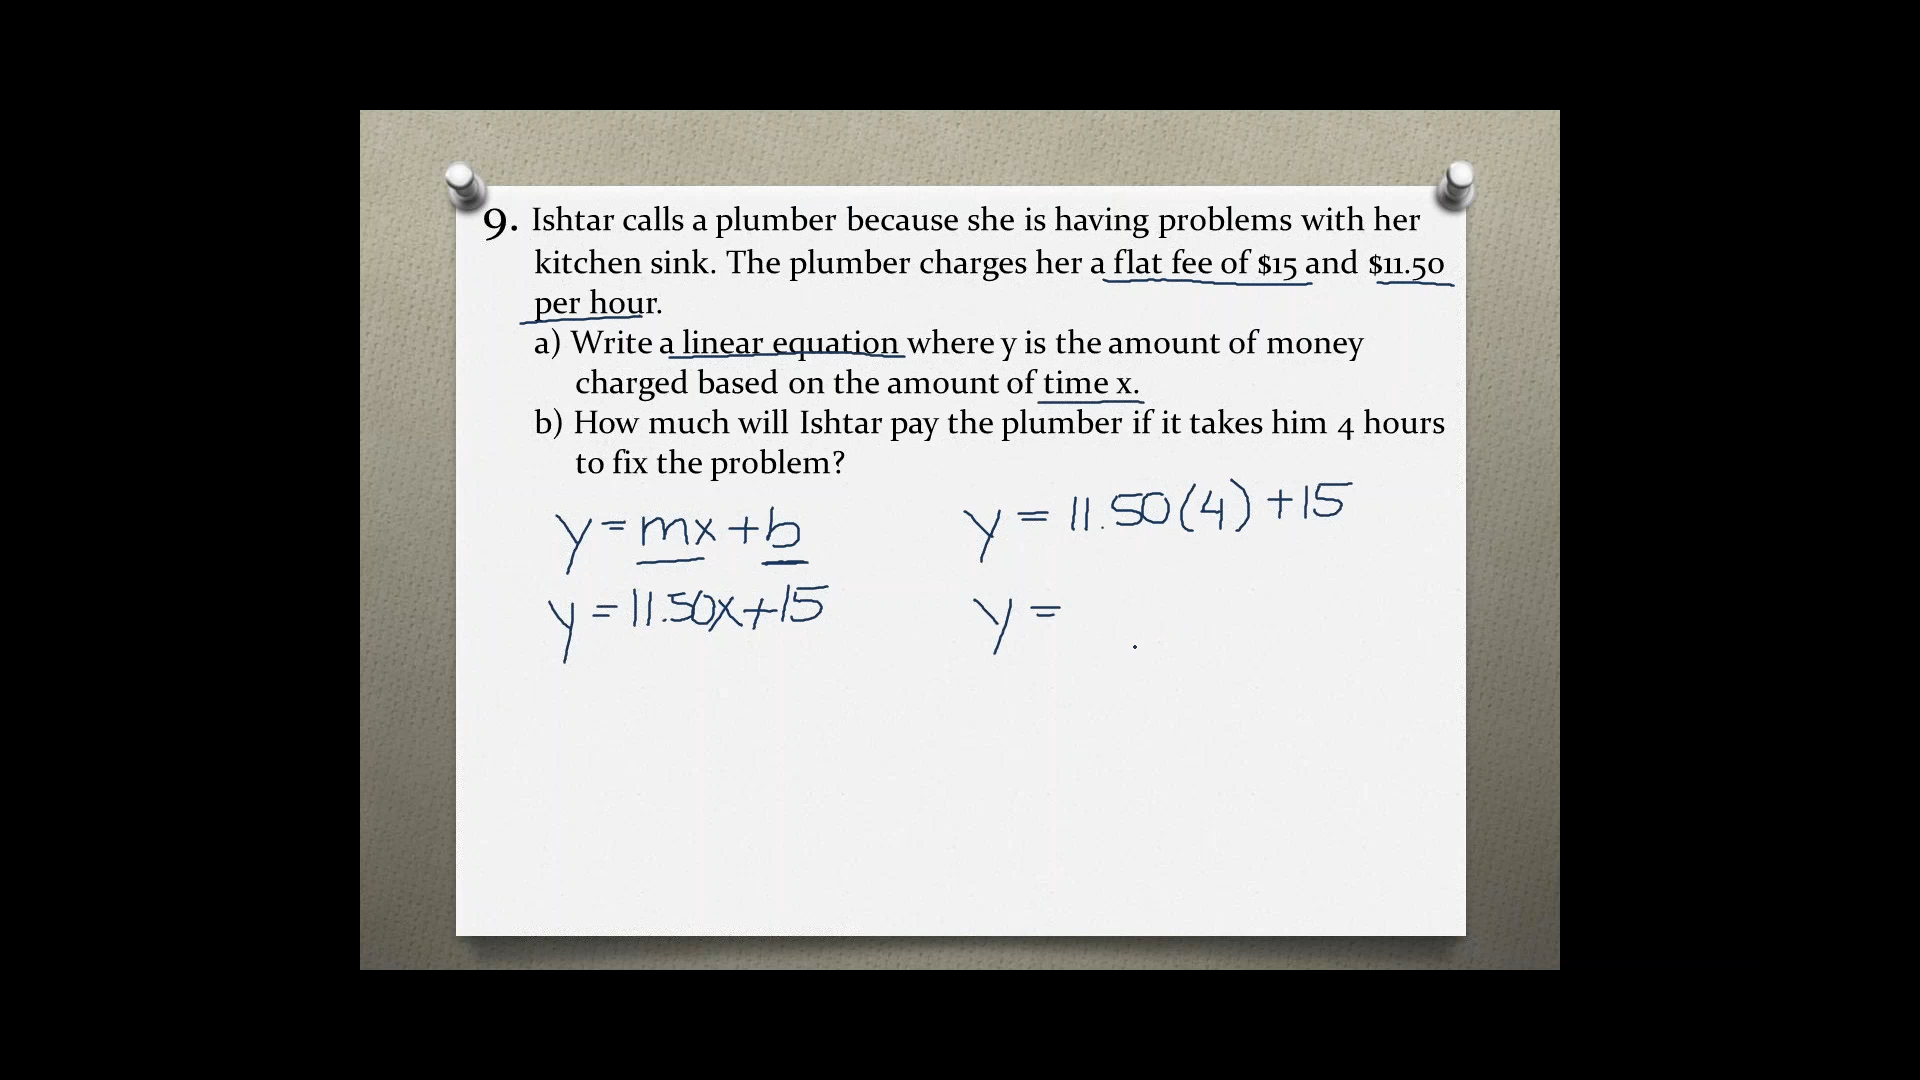 9. Ishtar calls a plumber because she is having problems with her
kitchen sink. The plumber charges her a flat fee of $15 and $11.50
per hour.
a) Write a linear equation where y is the amount of money
charged based on the amount of time x.
b) How much will Ishtar pay the plumber if it takes him 4 hours
to fix the problem?
y = mx + b
y = 11.50x + 15
y = 11.50(4) + 15
y =